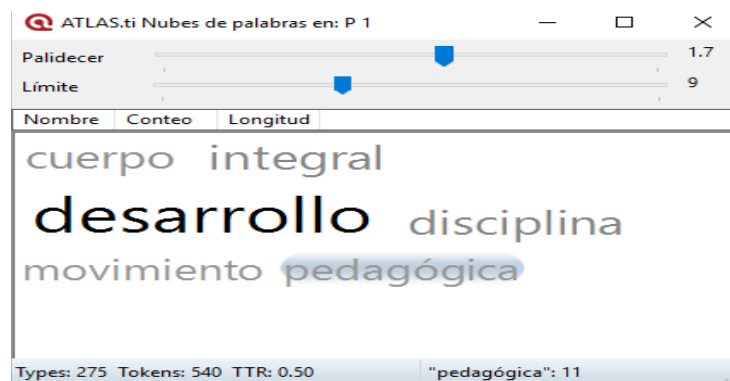 ATLAS.ti Nubes de palabras en: P 1
Palidecer 1.7
Límite 9
Nombre Conteo Longitud
cuerpo integral
desarrollo disciplina
movimiento pedagógica
Types: 275 Tokens: 540 TTR: 0.50 "pedagógica": 11